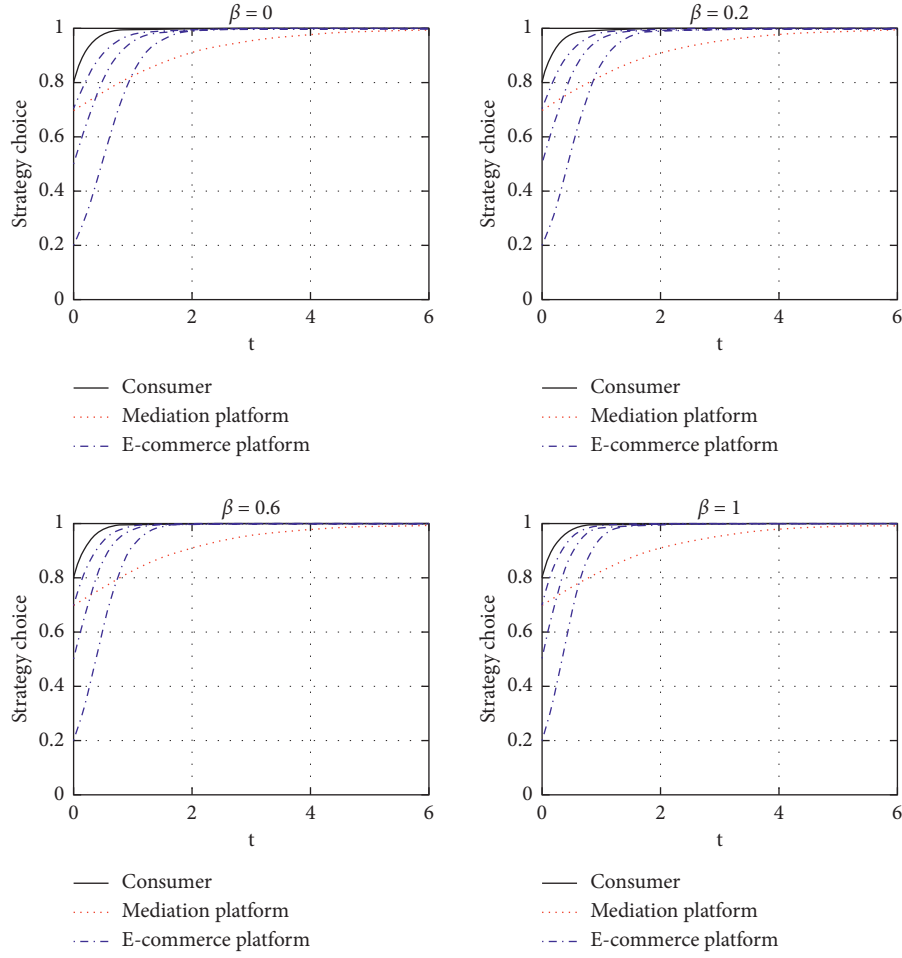 β = 0
Strategy choice
1
0.8
0.6
0.4
0.2
0
0 2 4 6
t
Consumer
Mediation platform
E-commerce platform
β = 0.2
Strategy choice
1
0.8
0.6
0.4
0.2
0
0 2 4 6
t
Consumer
Mediation platform
E-commerce platform
β = 0.6
Strategy choice
1
0.8
0.6
0.4
0.2
0
0 2 4 6
t
Consumer
Mediation platform
E-commerce platform
β = 1
Strategy choice
1
0.8
0.6
0.4
0.2
0
0 2 4 6
t
Consumer
Mediation platform
E-commerce platform